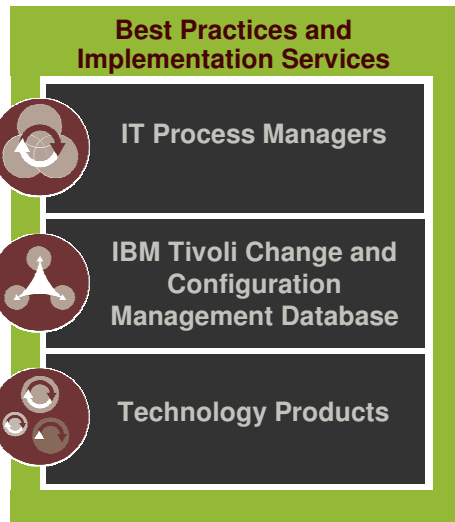 Best Practices and
Implementation Services
IT Process Managers
IBM Tivoli Change and
Configuration
Management Database
Technology Products